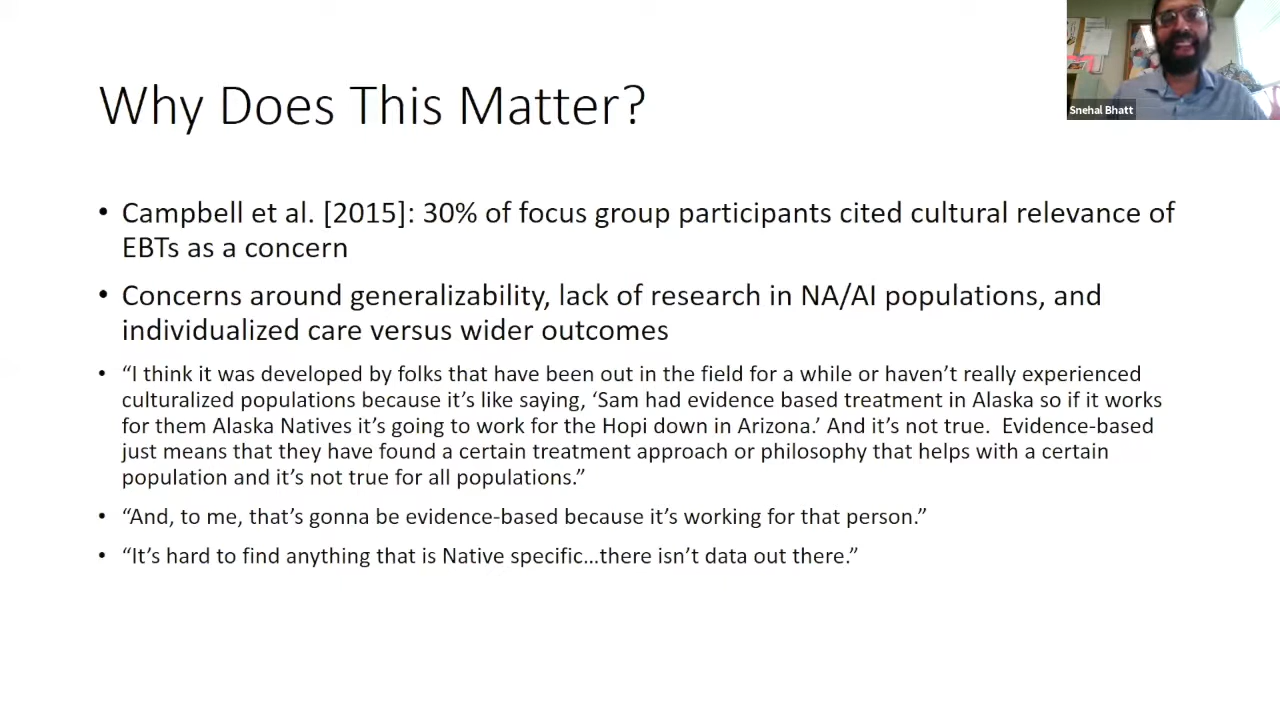 Snehal Bhatt
Why Does This Matter?
• Campbell et al. [2015]: 30% of focus group participants cited cultural relevance of
EBTs as a concern
• Concerns around generalizability, lack of research in NA/AI populations, and
individualized care versus wider outcomes
• “I think it was developed by folks that have been out in the field for a while or haven’t really experienced
culturalized populations because it’s like saying, ‘Sam had evidence based treatment in Alaska so if it works
for them Alaska Natives it’s going to work for the Hopi down in Arizona.’ And it’s not true. Evidence-based
just means that they have found a certain treatment approach or philosophy that helps with a certain
population and it’s not true for all populations.”
• “And, to me, that’s gonna be evidence-based because it’s working for that person.”
• “It’s hard to find anything that is Native specific…there isn’t data out there.”